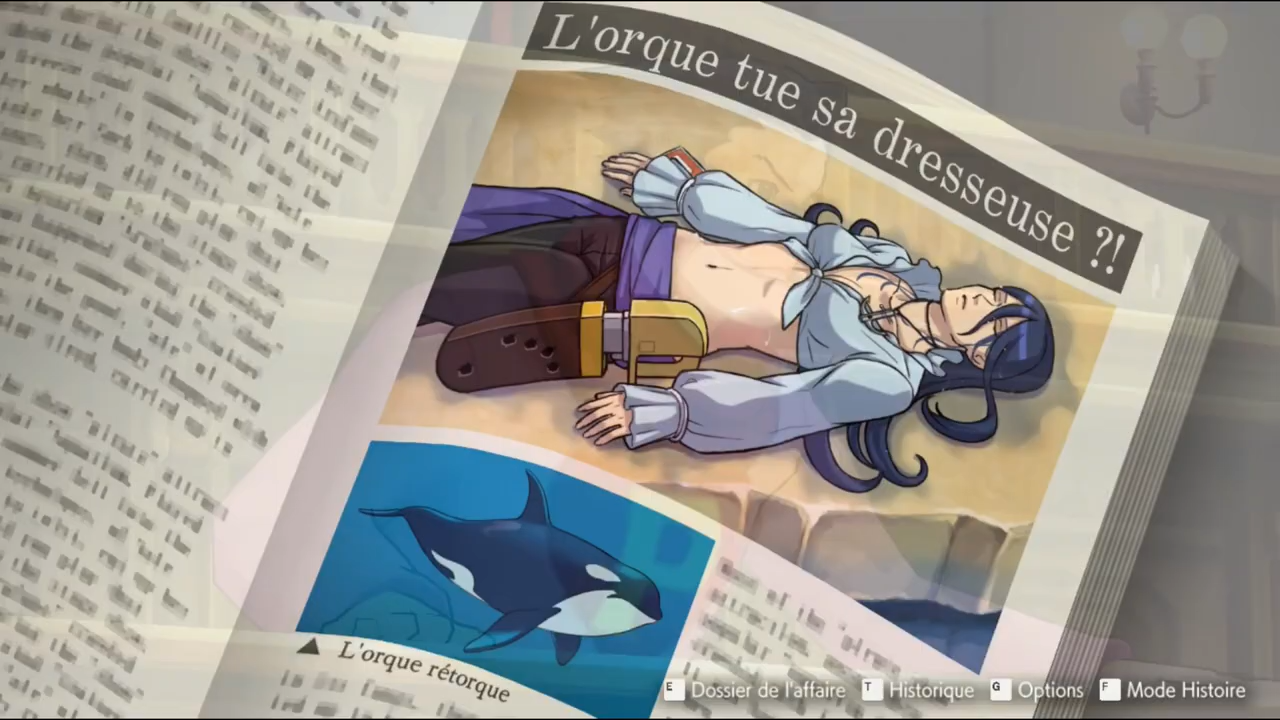 L'orque tue sa dresseuse ?!
▲ L'orque rétorque
E Dossier de l'affaire T Historique G Options F Mode Histoire